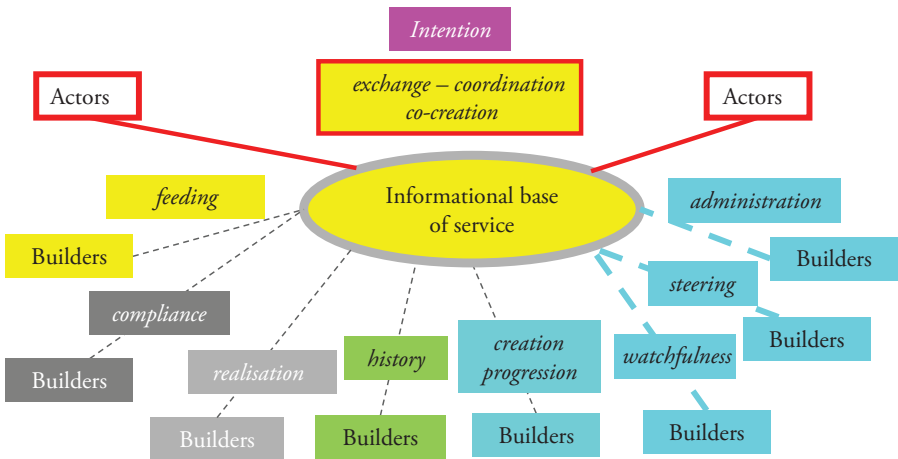 Intention
Actors
exchange – coordination
co-creation
Actors
feeding
Informational base
of service
administration
Builders
Builders
compliance
steering
Builders
realisation
history
creation
progression
watchfulness
Builders
Builders
Builders
Builders
Builders